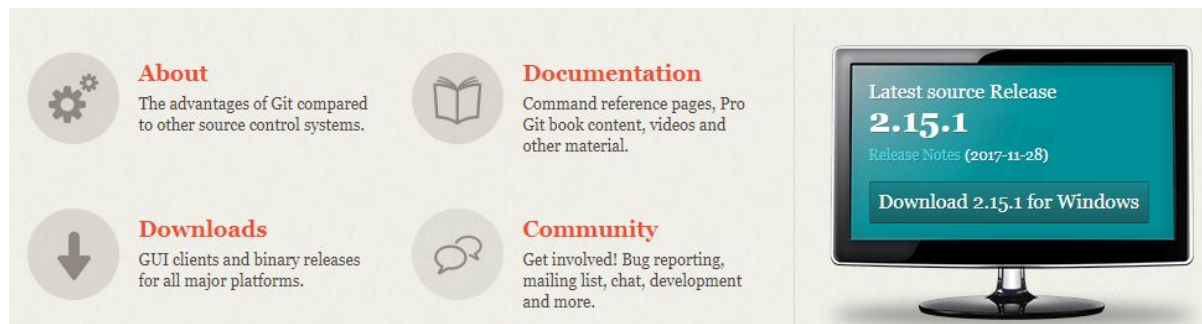 About
The advantages of Git compared
to other source control systems.
Documentation
Command reference pages, Pro
Git book content, videos and
other material.
Downloads
GUI clients and binary releases
for all major platforms.
Community
Get involved! Bug reporting,
mailing list, chat, development
and more.
Latest source Release
2.15.1
Release Notes (2017-11-28)
Download 2.15.1 for Windows